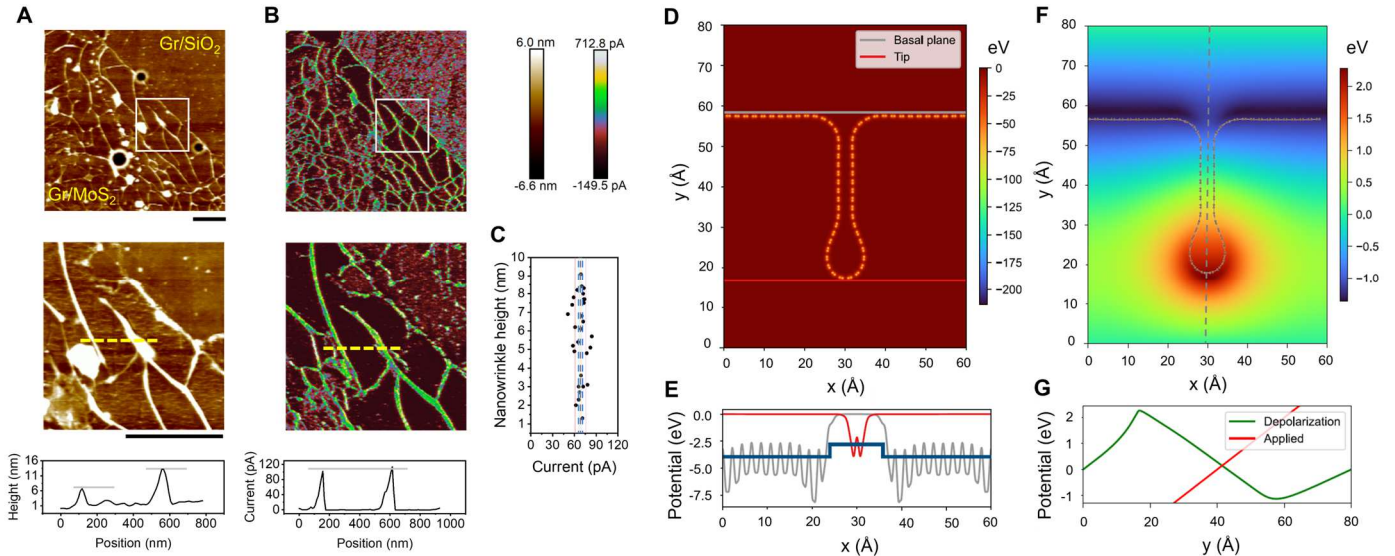 A
Gr/SiO2
Gr/MoS2
B
6.0 nm
-6.6 nm
712.8 pA
-149.5 pA
Height (nm)
16
11
6
1
0 200 400 600 800
Position (nm)
Current (pA)
120
80
40
0
0 200 400 600 800 1000
Position (nm)
C
Nanowrinkle height (nm)
10
9
8
7
6
5
4
3
2
1
0 60 120
Current (pA)
D
Basal plane
Tip
eV
0
−25
−50
−75
−100
−125
−150
−175
−200
y (Å)
80
70
60
50
40
30
20
10
0
0 10 20 30 40 50 60
x (Å)
E
Potential (eV)
0.0
−2.5
−5.0
−7.5
0 10 20 30 40 50 60
x (Å)
F
eV
2.0
1.5
1.0
0.5
0.0
−0.5
−1.0
y (Å)
80
70
60
50
40
30
20
10
0
0 10 20 30 40 50 60
x (Å)
G
Depolarization
Applied
Potential (eV)
2
1
0
-1
0 20 40 60 80
y (Å)